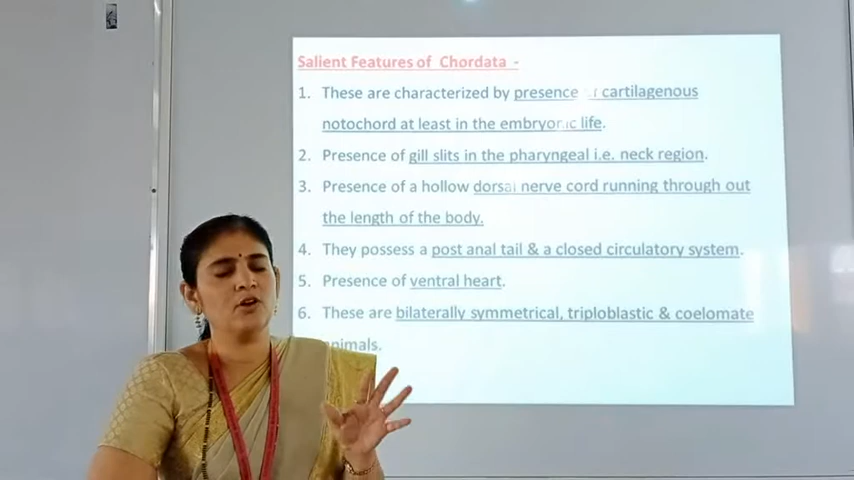 Salient Features of Chordata -
1. These are characterized by presence of cartilagenous
notochord at least in the embryonic life.
2. Presence of gill slits in the pharyngeal i.e. neck region.
3. Presence of a hollow dorsal nerve cord running through out
the length of the body.
4. They possess a post anal tail & a closed circulatory system.
5. Presence of ventral heart.
6. These are bilaterally symmetrical, triploblastic & coelomate
animals.